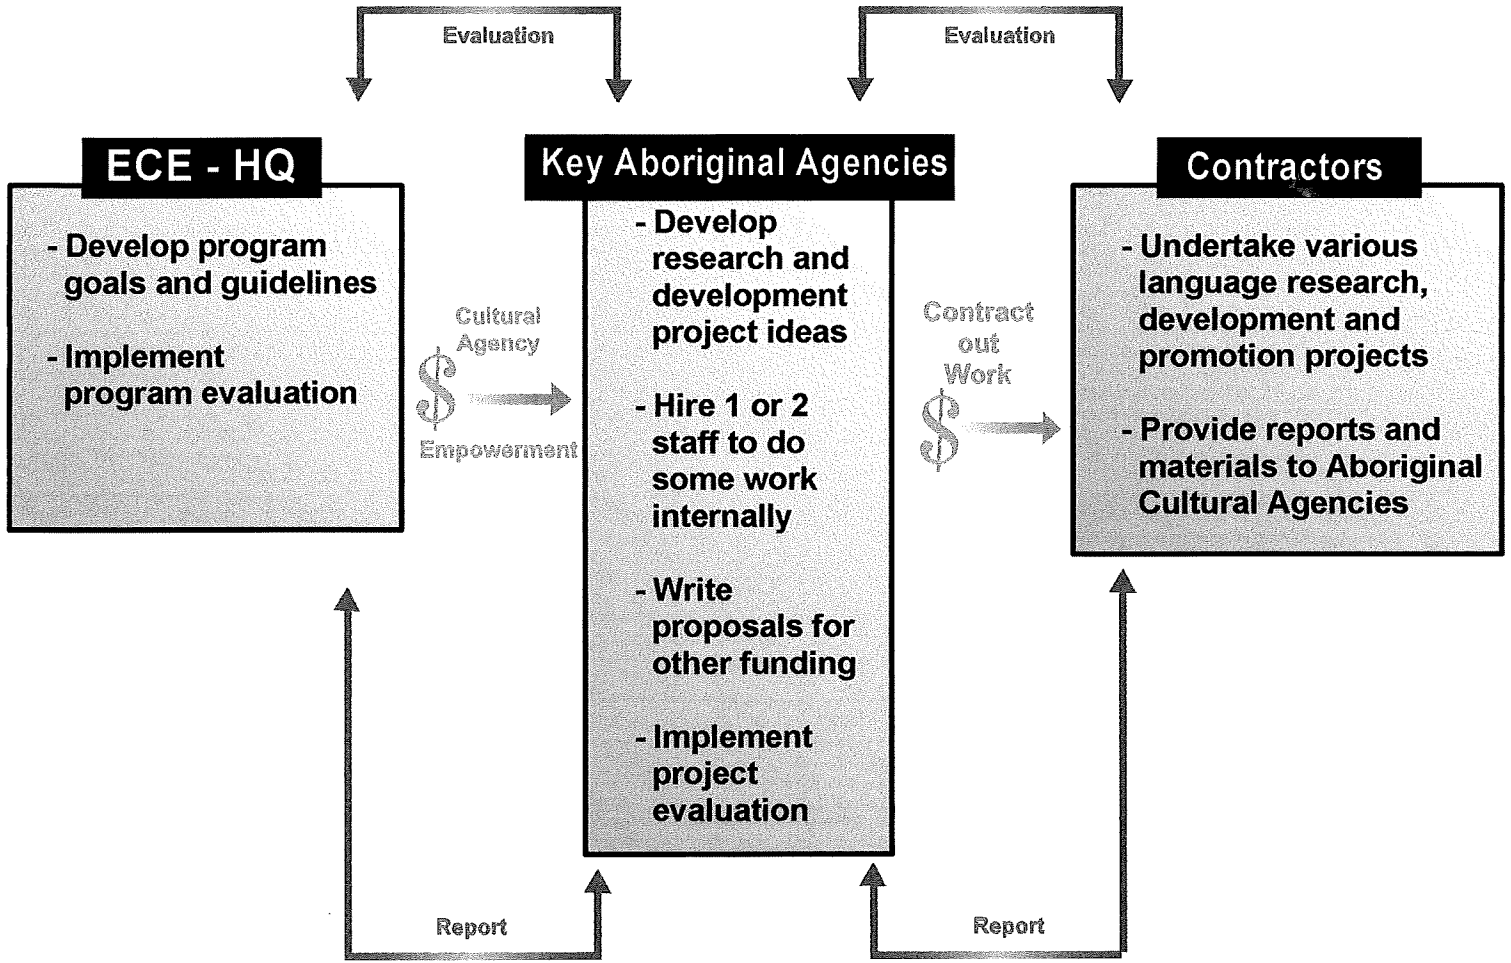 Evaluation
Evaluation
ECE - HQ
- Develop program
goals and guidelines
- Implement
program evaluation
Cultural
Agency
$
Empowerment
Key Aboriginal Agencies
- Develop
research and
development
project ideas
- Hire 1 or 2
staff to do
some work
internally
- Write
proposals for
other funding
- Implement
project
evaluation
Contract
out
Work
$
Contractors
- Undertake various
language research,
development and
promotion projects
- Provide reports and
materials to Aboriginal
Cultural Agencies
Report
Report